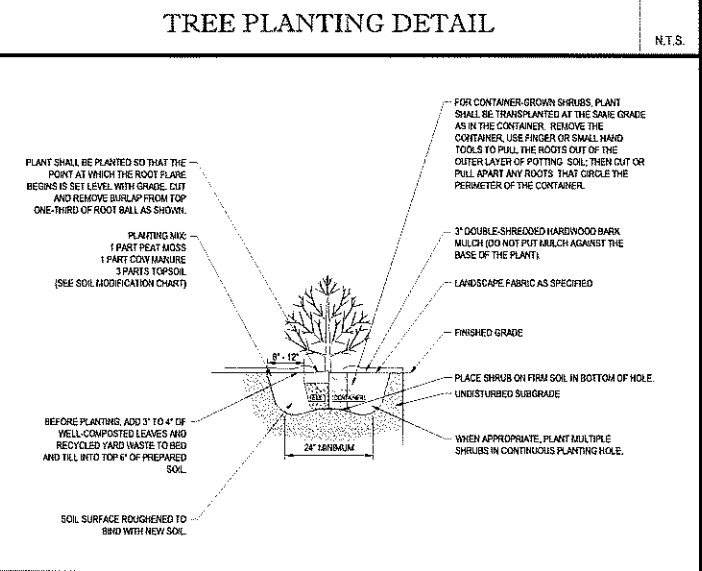 TREE PLANTING DETAIL
N.T.S.
FOR CONTAINER-GROWN SHRUBS, PLANT
SHALL BE TRANSPLANTED AT THE SAME GRADE
AS IN THE CONTAINER. REMOVE THE
CONTAINER, USE FINGER OR SMALL HAND
TOOLS TO PULL THE ROOTS OUT OF THE
OUTER LAYER OF POTTING SOIL; THEN CUT OR
PULL APART ANY ROOTS THAT CIRCLE THE
PERIMETER OF THE CONTAINER.
PLANT SHALL BE PLANTED SO THAT THE
POINT AT WHICH THE ROOT FLARE
BEGINS IS SET LEVEL WITH GRADE. CUT
AND REMOVE BURLAP FROM TOP
ONE-THIRD OF ROOT BALL AS SHOWN.
PLANTING MIX:
1 PART PEAT MOSS
1 PART COW MANURE
3 PARTS TOPSOIL
(SEE SOIL MODIFICATION CHART)
3" DOUBLE-SHREDDED HARDWOOD BARK
MULCH (DO NOT PUT MULCH AGAINST THE
BASE OF THE PLANT).
LANDSCAPE FABRIC AS SPECIFIED
FINISHED GRADE
8" - 12"
PLACE SHRUB ON FIRM SOIL IN BOTTOM OF HOLE.
UNDISTURBED SUBGRADE
CONTAINER
BEFORE PLANTING, ADD 3" TO 4" OF
WELL-COMPOSTED LEAVES AND
RECYCLED YARD WASTE TO BED
AND TILL INTO TOP 6" OF PREPARED
SOIL.
WHEN APPROPRIATE, PLANT MULTIPLE
SHRUBS IN CONTINUOUS PLANTING HOLE.
24" MINIMUM
SOIL SURFACE ROUGHENED TO
BIND WITH NEW SOIL.